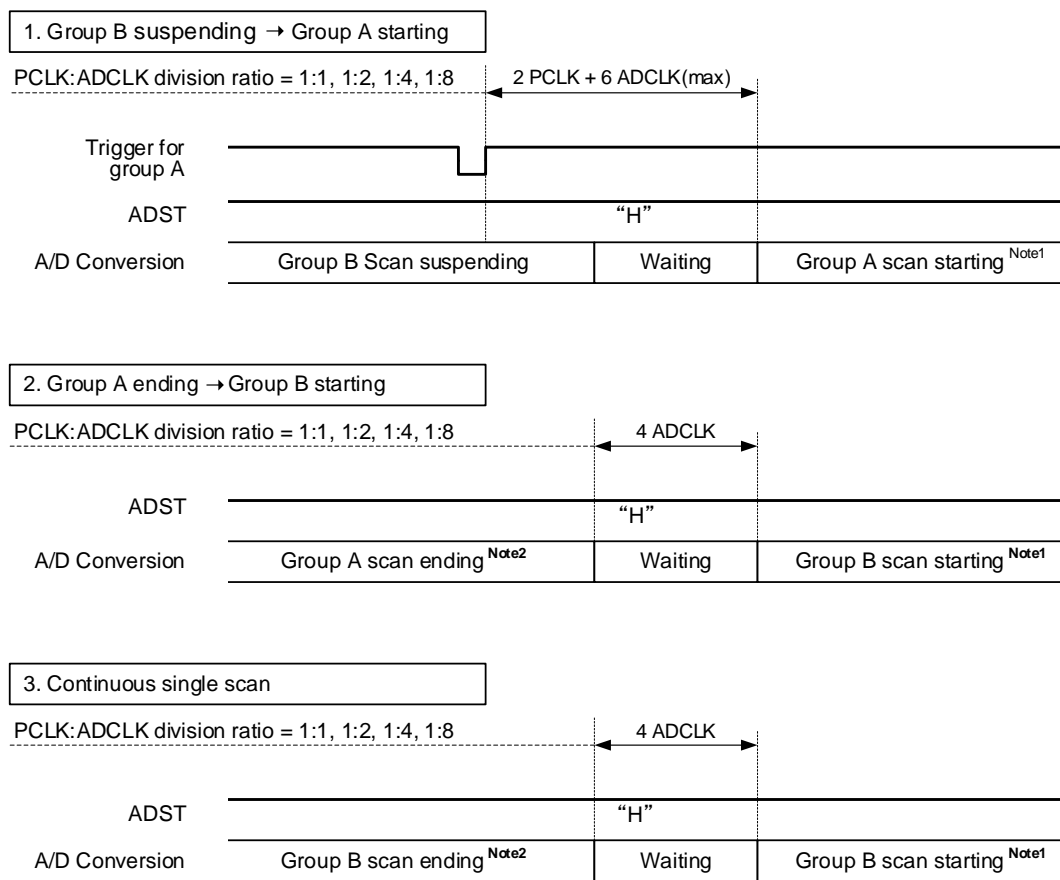 1. Group B suspending → Group A starting
PCLK:ADCLK division ratio = 1:1, 1:2, 1:4, 1:8
2 PCLK + 6 ADCLK(max)
Trigger for
group A
ADST
“H”
A/D Conversion
Group B Scan suspending
Waiting
Group A scan starting Note1
2. Group A ending → Group B starting
PCLK:ADCLK division ratio = 1:1, 1:2, 1:4, 1:8
4 ADCLK
ADST
“H”
A/D Conversion
Group A scan ending Note2
Waiting
Group B scan starting Note1
3. Continuous single scan
PCLK:ADCLK division ratio = 1:1, 1:2, 1:4, 1:8
4 ADCLK
ADST
“H”
A/D Conversion
Group B scan ending Note2
Waiting
Group B scan starting Note1